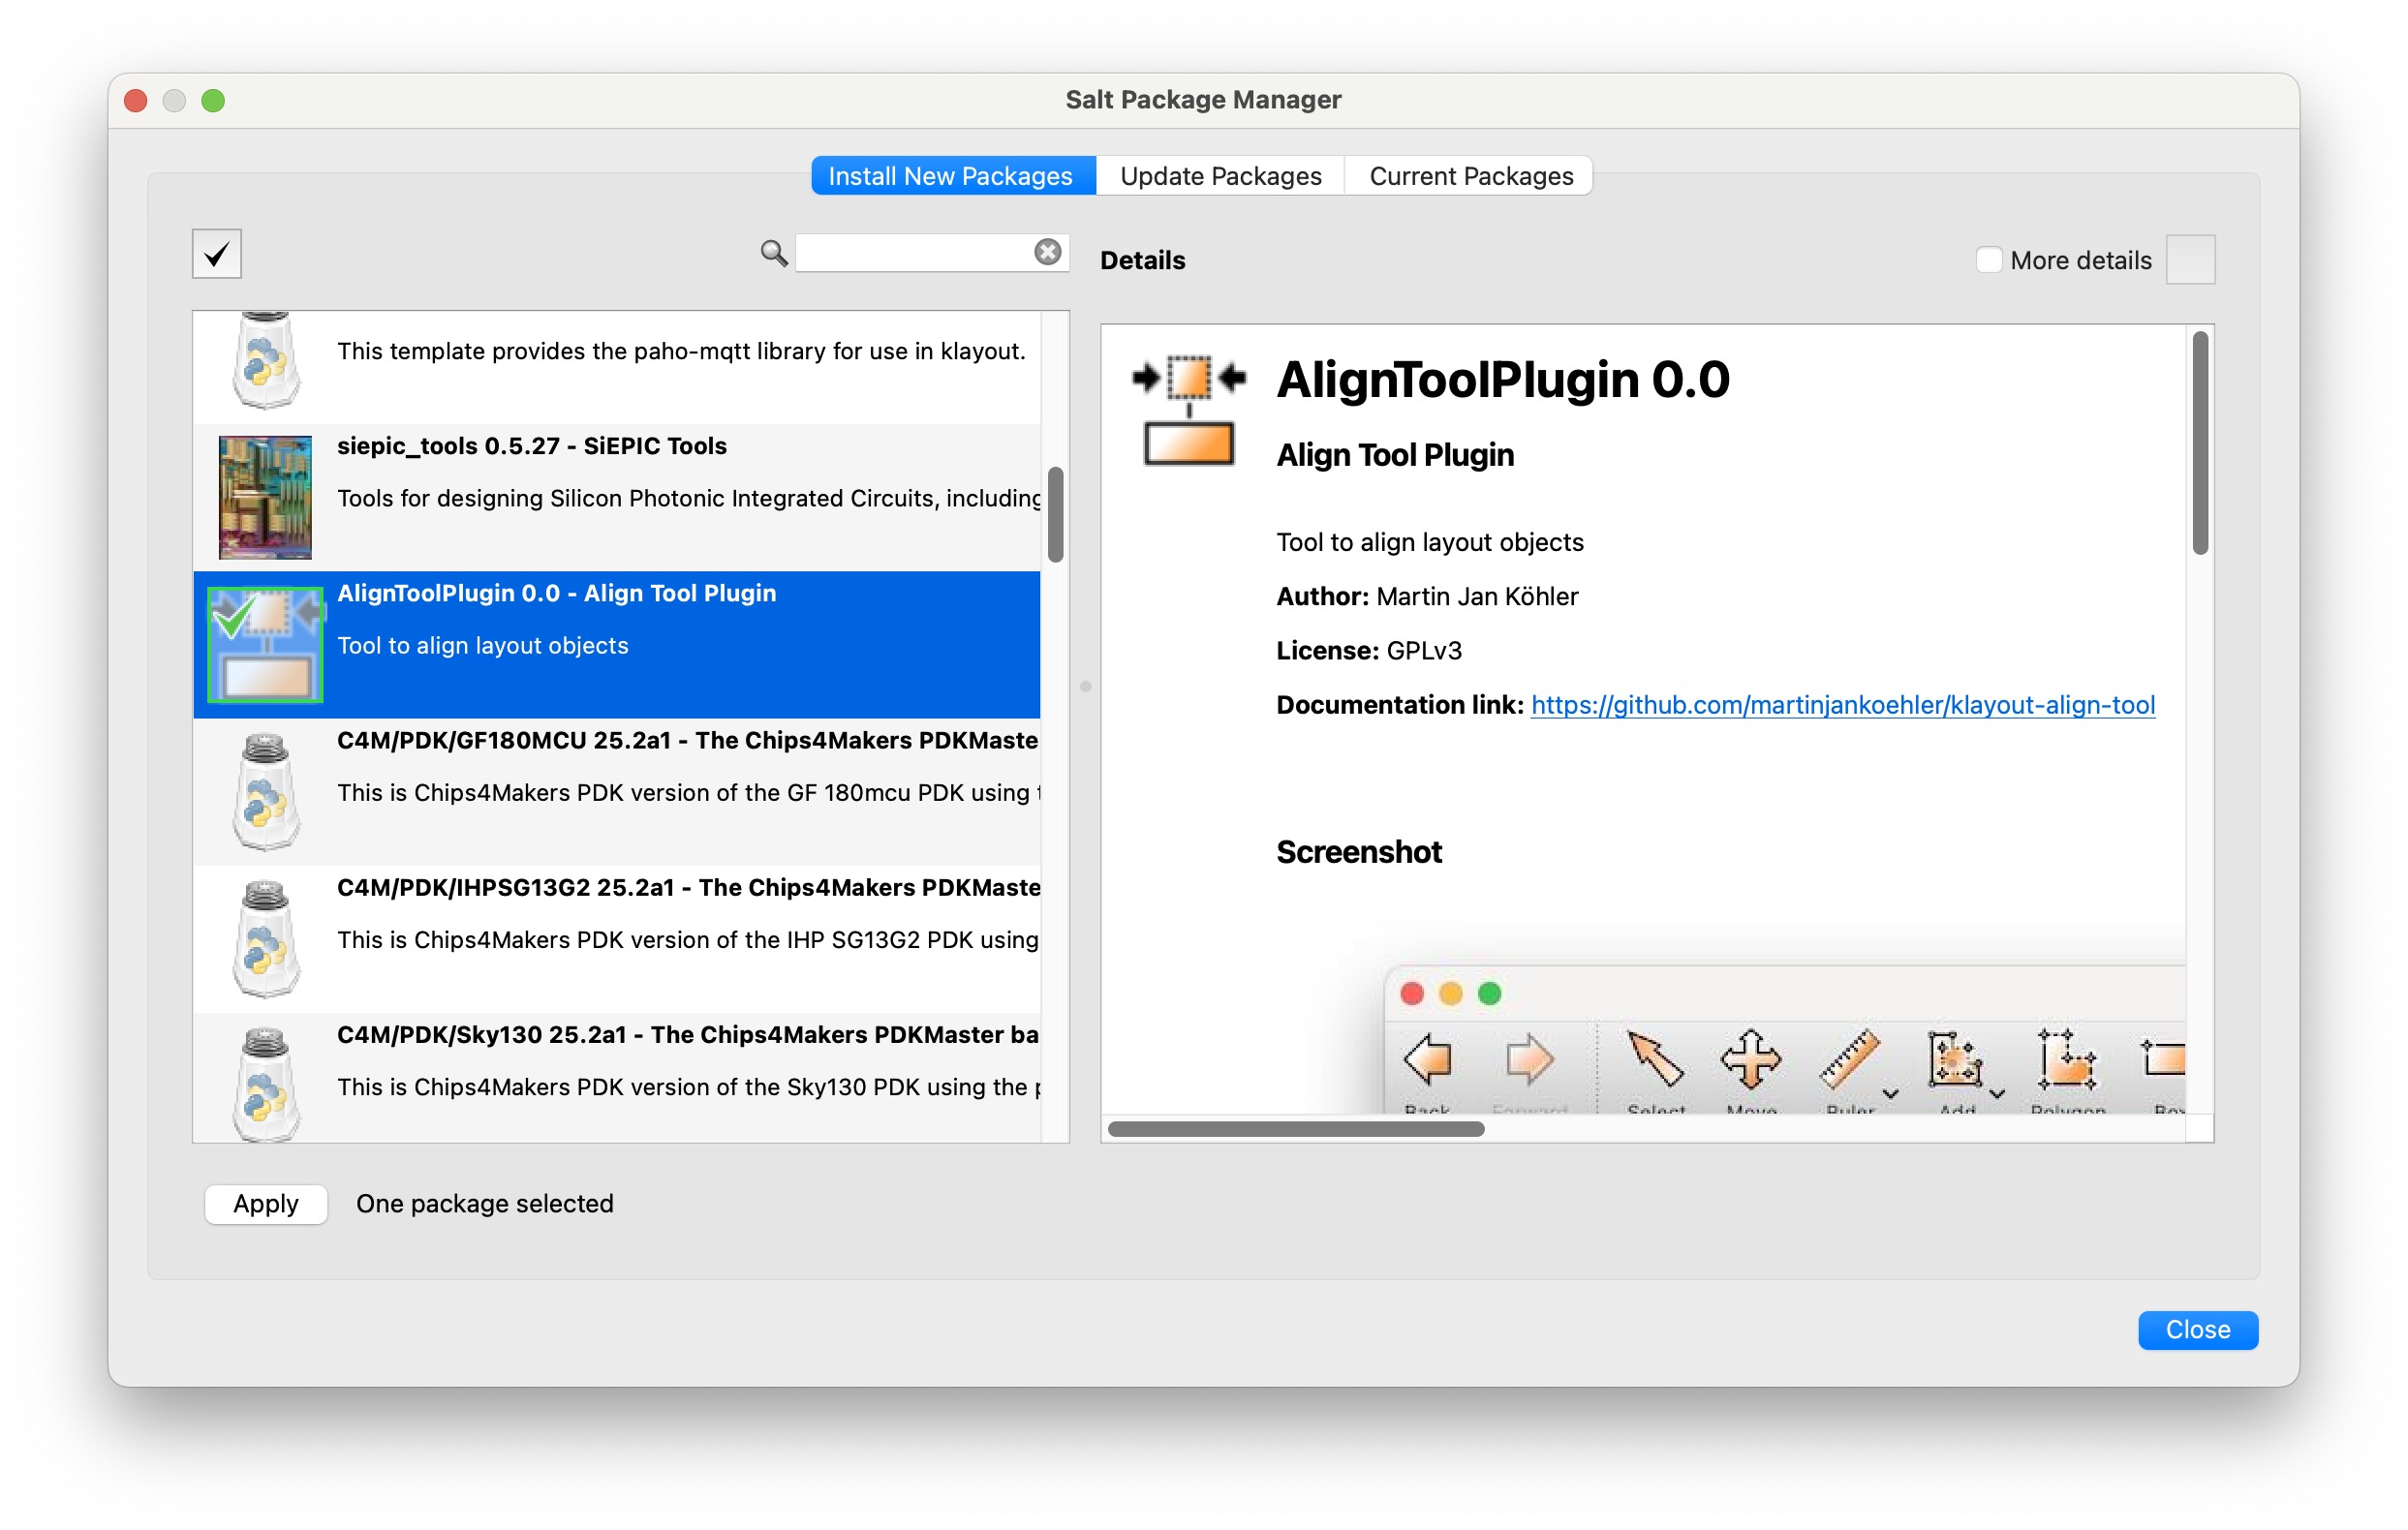 Salt Package Manager
Install New Packages
Update Packages
Current Packages
This template provides the paho-mqtt library for use in klayout.
siepic_tools 0.5.27 - SiEPIC Tools
Tools for designing Silicon Photonic Integrated Circuits, including
AlignToolPlugin 0.0 - Align Tool Plugin
Tool to align layout objects
C4M/PDK/GF180MCU 25.2a1 - The Chips4Makers PDKMaste
This is Chips4Makers PDK version of the GF 180mcu PDK using
C4M/PDK/IHPSG13G2 25.2a1 - The Chips4Makers PDKMaste
This is Chips4Makers PDK version of the IHP SG13G2 PDK using
C4M/PDK/Sky130 25.2a1 - The Chips4Makers PDKMaster ba
This is Chips4Makers PDK version of the Sky130 PDK using the
Apply
One package selected
Details
More details
AlignToolPlugin 0.0
Align Tool Plugin
Tool to align layout objects
Author: Martin Jan Köhler
License: GPLv3
Documentation link: https://github.com/martinjankoehler/klayout-align-tool
Screenshot
Back
Forward
Select
Move
Ruler
Add
Polygon
Close